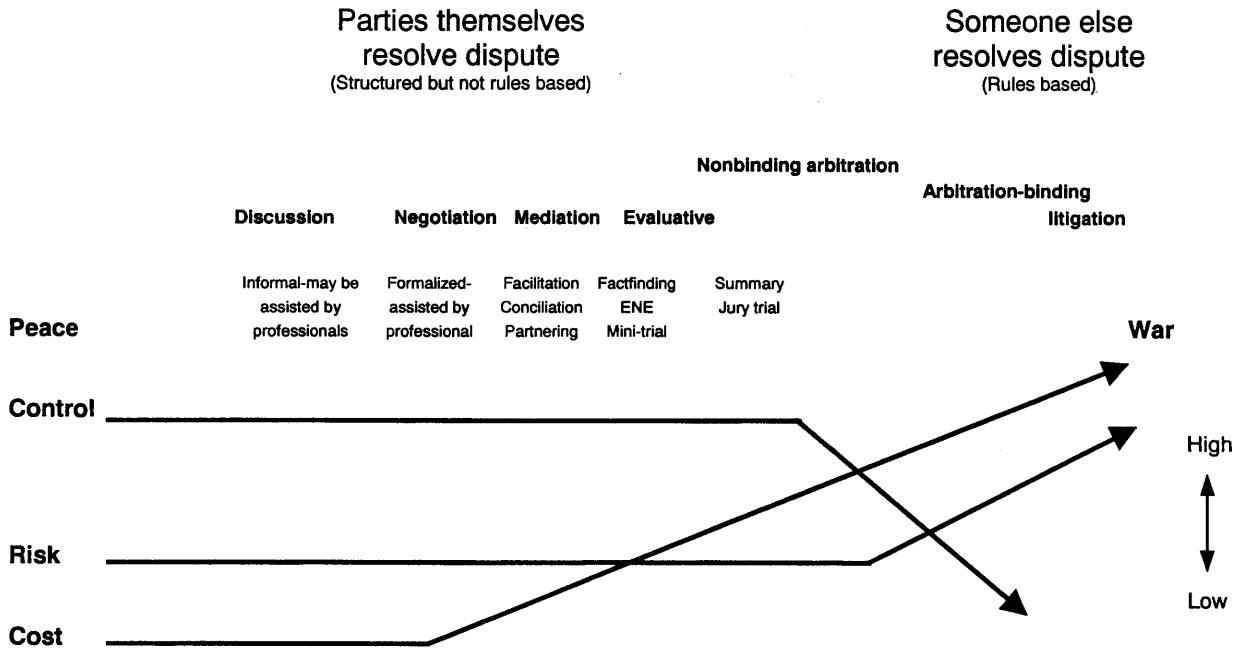 Parties themselves
resolve dispute
(Structured but not rules based)
Someone else
resolves dispute
(Rules based)
Nonbinding arbitration
Arbitration-binding
litigation
Discussion
Negotiation
Mediation
Evaluative
Informal-may be
assisted by
professionals
Formalized-
assisted by
professional
Facilitation
Conciliation
Partnering
Factfinding
ENE
Mini-trial
Summary
Jury trial
Peace
War
Control
High
Risk
Low
Cost